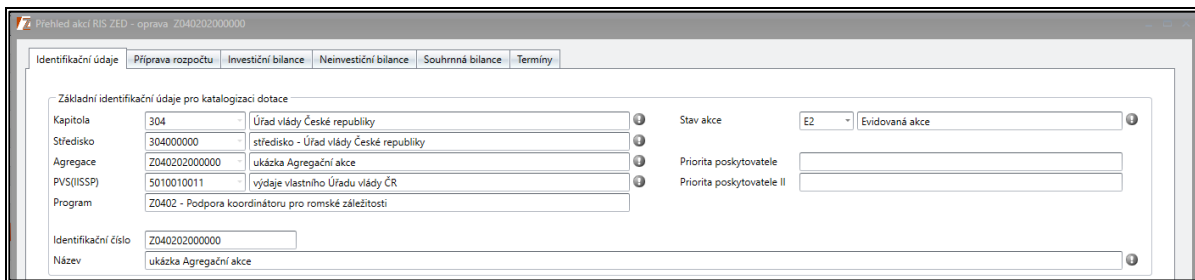 Přehled akcí RIS ZED - oprava Z040202000000
Identifikační údaje Příprava rozpočtu Investiční bilance Neinvestiční bilance Souhrnná bilance Termíny
Základní identifikační údaje pro katalogizaci dotace
Kapitola 304 Úřad vlády České republiky Stav akce E2 Evidovaná akce
Středisko 304000000 středisko - Úřad vlády České republiky
Agregace Z040202000000 ukázka Agregační akce Priorita poskytovatele
PVS(IISSP) 5010010011 výdaje vlastního Úřadu vlády ČR Priorita poskytovatele II
Program Z0402 - Podpora koordinátoru pro romské záležitosti
Identifikační číslo Z040202000000
Název ukázka Agregační akce